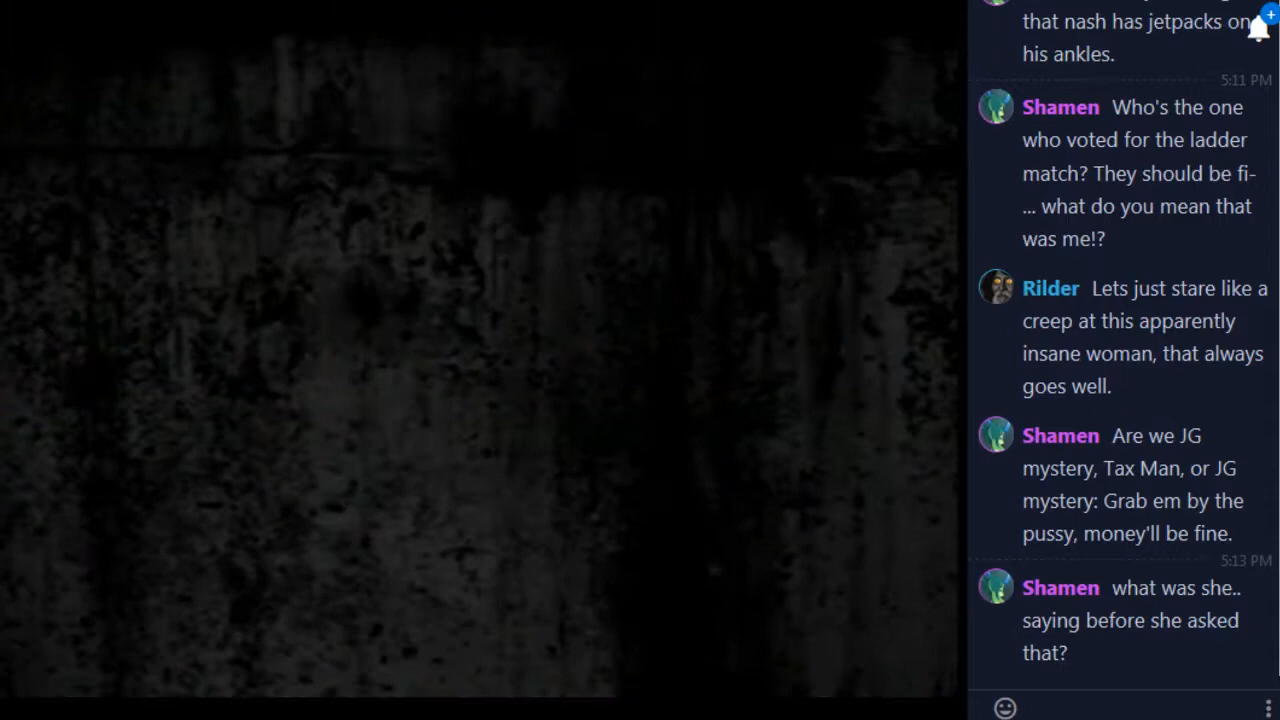 that nash has jetpacks on
his ankles.
5:11 PM
Shamen Who's the one
who voted for the ladder
match? They should be fi-
... what do you mean that
was me!?
Rilder Lets just stare like a
creep at this apparently
insane woman, that always
goes well.
Shamen Are we JG
mystery, Tax Man, or JG
mystery: Grab em by the
pussy, money'll be fine.
5:13 PM
Shamen what was she..
saying before she asked
that?